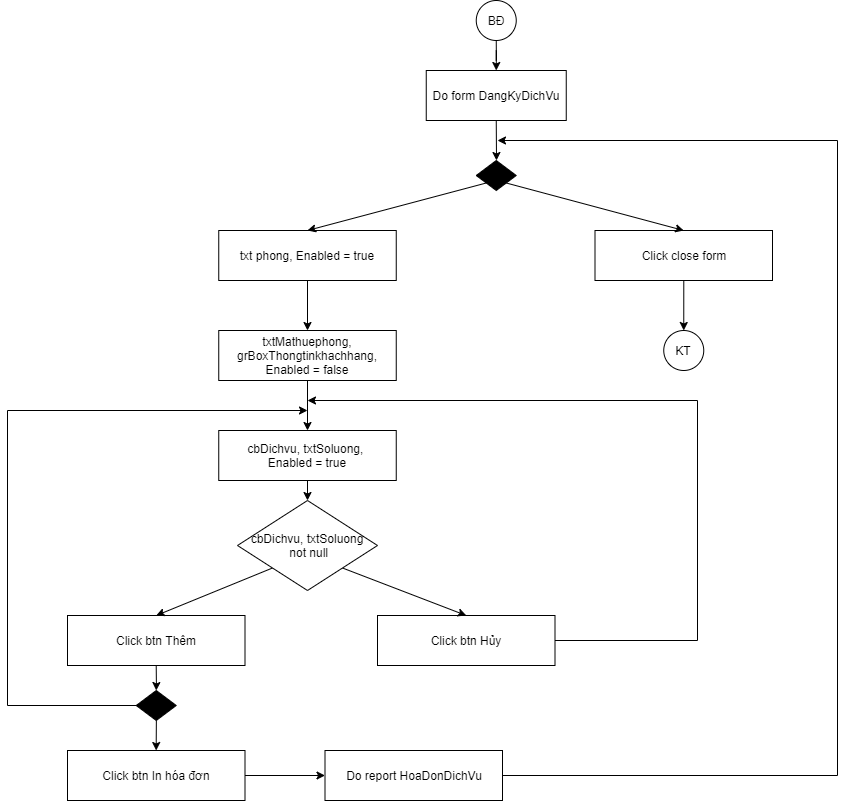 BĐ
Do form DangKyDichVu
txt phong, Enabled = true
Click close form
txtMathuephong,
grBoxThongtinkhachhang,
Enabled = false
KT
cbDichvu, txtSoluong,
Enabled = true
cbDichvu, txtSoluong
not null
Click btn Thêm
Click btn Hủy
Click btn In hóa đơn
Do report HoaDonDichVu